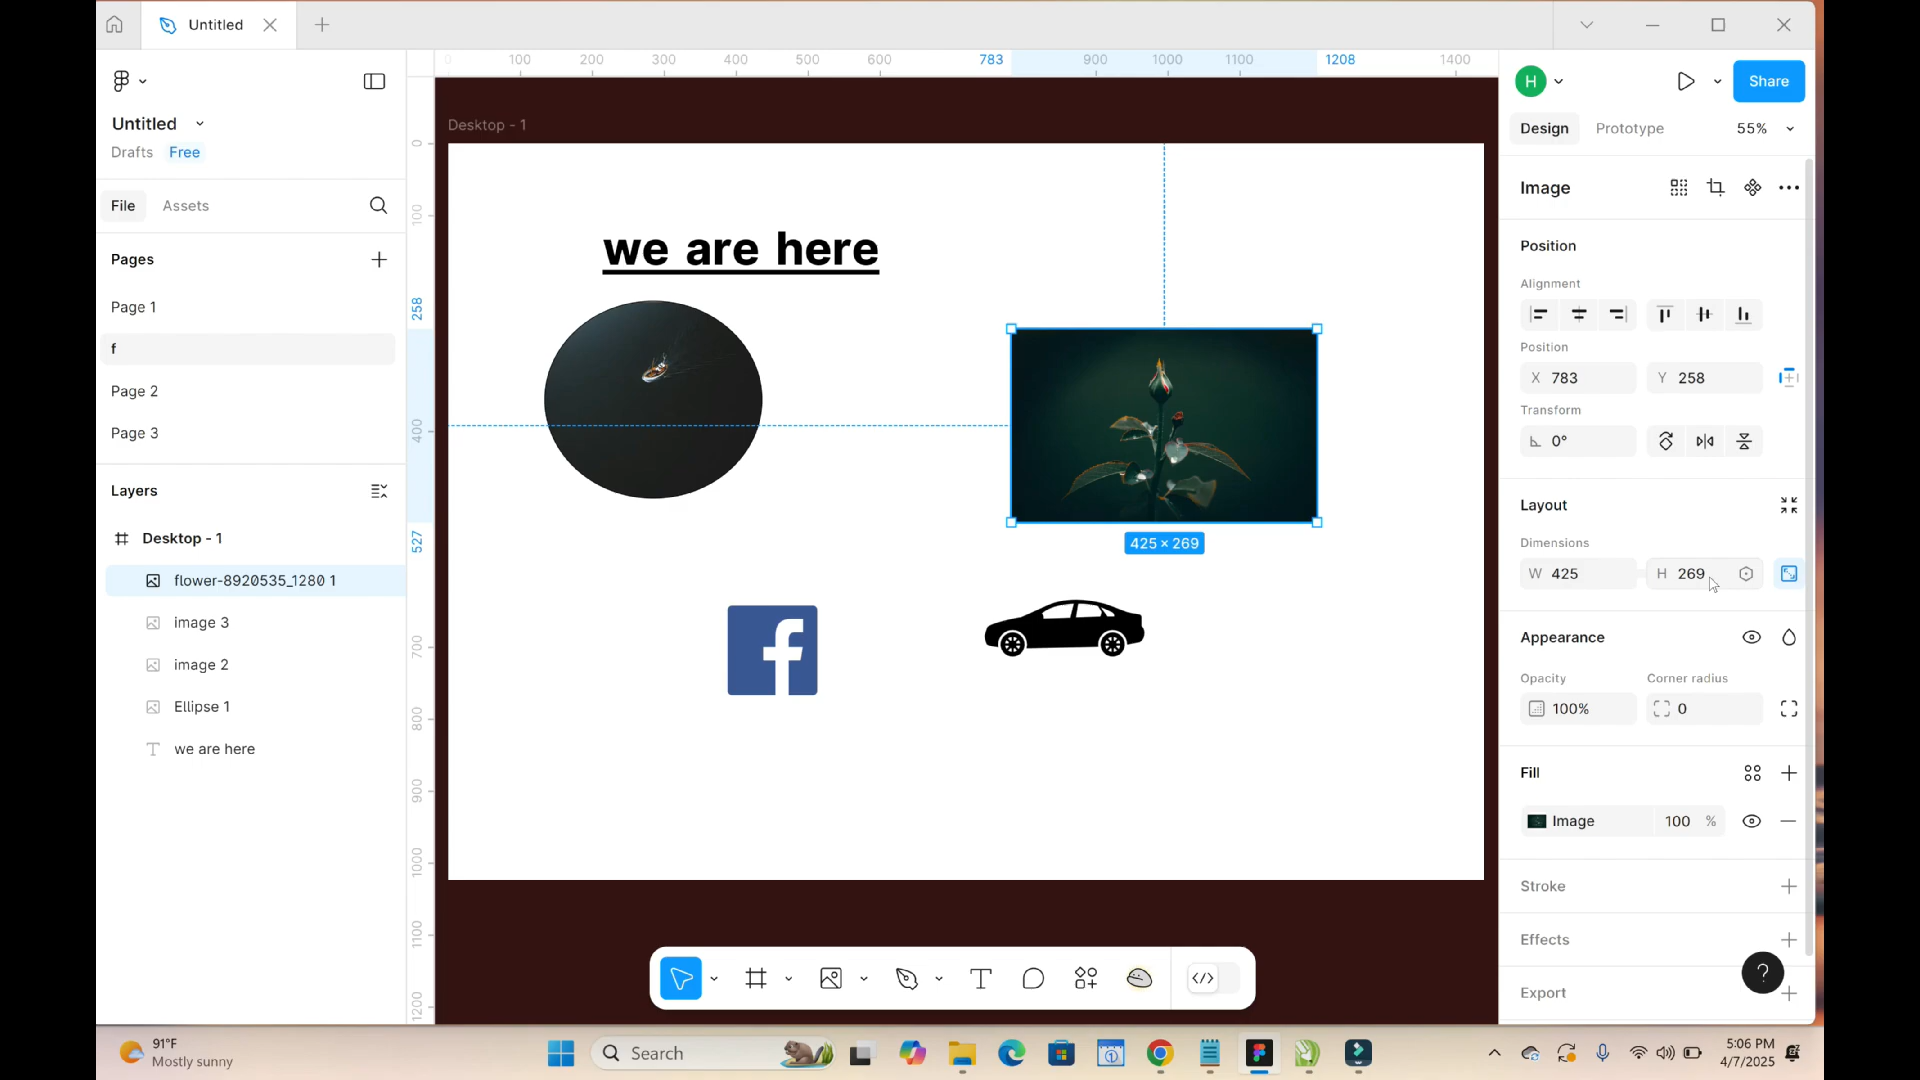 Untitled
0 100 200 300 400 500 600 783 900 1000 1100 1208 1400
H
Share
Untitled
Desktop - 1
Design Prototype 55%
Drafts Free
Image
File Assets
Position
Pages
Alignment
Page 1
Position
f
X 783 Y 258
Page 2
Transform
Page 3
0°
Layers
Layout
Desktop - 1
Dimensions
W 425 H 269
flower-8920535_1280 1
image 3
Appearance
image 2
Opacity Corner radius
Ellipse 1
100% 0
we are here
Fill
Image 100 %
Stroke
Effects
Export
?
0
100
258
400
527
700
800
900
1000
1100
1200
we are here
425 × 269
f
91°F
Mostly sunny
Search
5:06 PM
4/7/2025